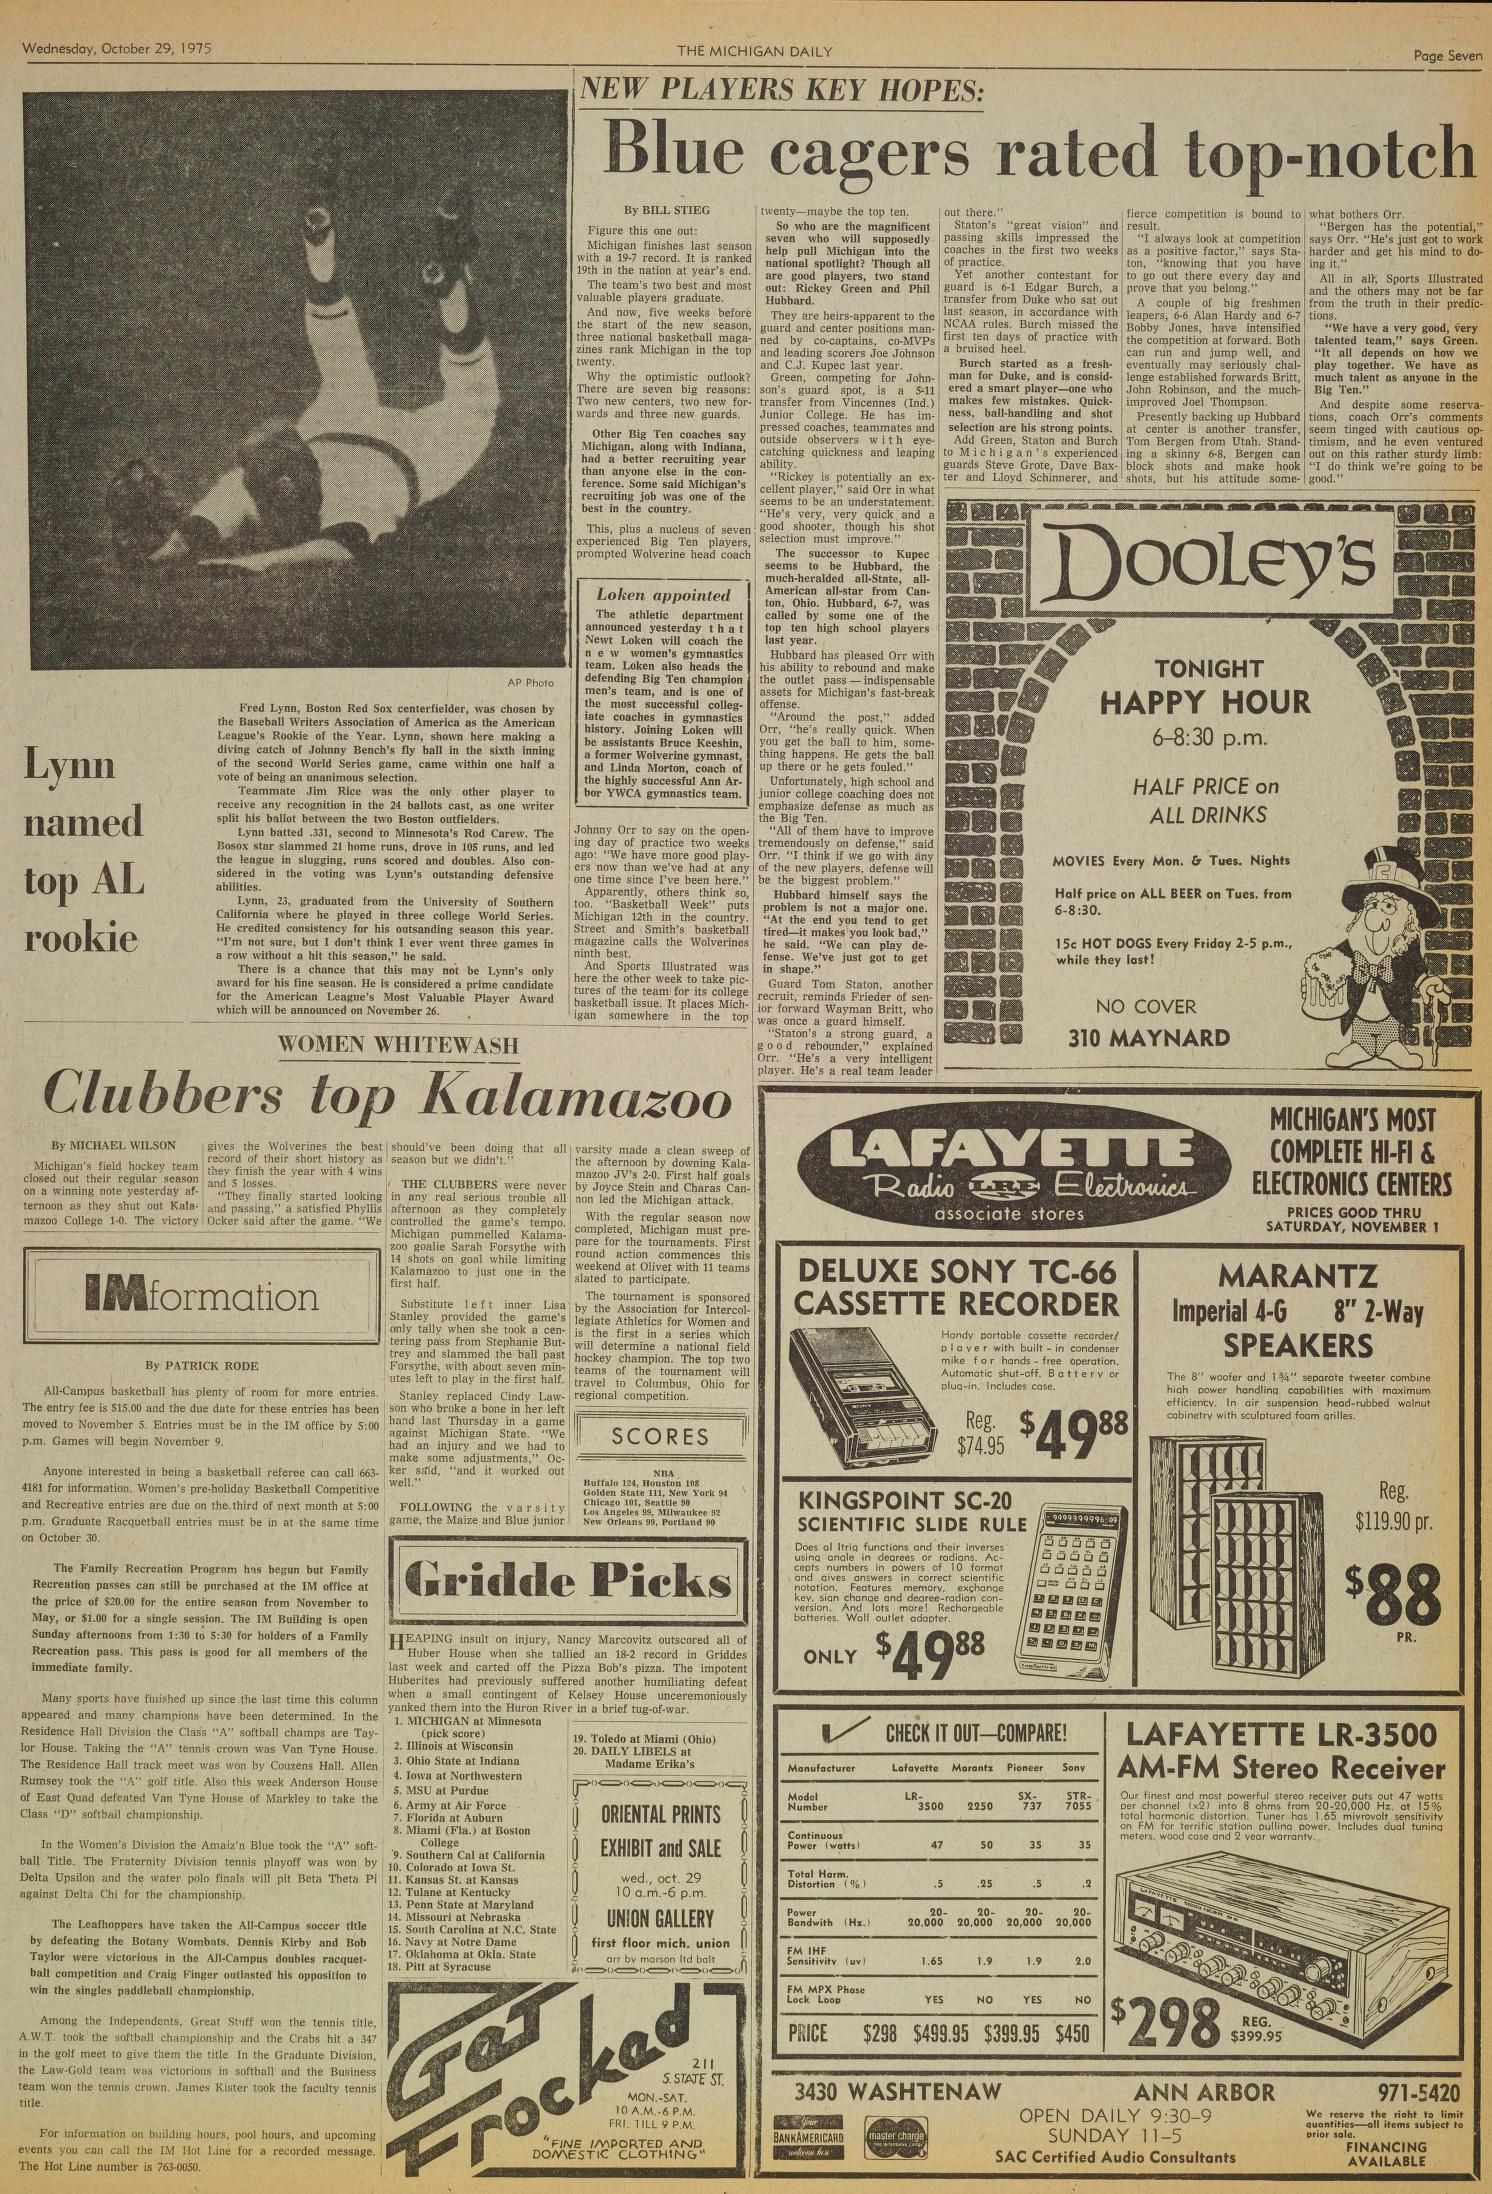 Wednesday, October 29, 1975
THE MICHIGAN DAILY
Page Seven
AP Photo
Lynn
named
top AL
rookie
Fred Lynn, Boston Red Sox centerfielder, was chosen by
the Baseball Writers Association of America as the American
League's Rookie of the Year. Lynn, shown here making a
diving catch of Johnny Bench's fly ball in the sixth inning
of the second World Series game, came within one half a
vote of being an unanimous selection.
Teammate Jim Rice was the only other player to
receive any recognition in the 24 ballots cast, as one writer
split his ballot between the two Boston outfielders.
Lynn batted .331, second to Minnesota's Rod Carew. The
Bosox star slammed 21 home runs, drove in 105 runs, and led
the league in slugging, runs scored and doubles. Also con-
sidered in the voting was Lynn's outstanding defensive
abilities.
Lynn, 23, graduated from the University of Southern
California where he played in three college World Series.
He credited consistency for his outsanding season this year.
"I'm not sure, but I don't think I ever went three games in
a row without a hit this season," he said.
There is a chance that this may not be Lynn's only
award for his fine season. He is considered a prime candidate
for the American League's Most Valuable Player Award
which will be announced on November 26.
NEW PLAYERS KEY HOPES:
Blue cagers rated top-notch
By BILL STIEG
Figure this one out:
Michigan finishes last season
with a 19-7 record. It is ranked
19th in the nation at year's end.
The team's two best and most
valuable players graduate.
And now, five weeks before
the start of the new season,
three national basketball maga-
zines rank Michigan in the top
twenty.
Why the optimistic outlook?
There are seven big reasons:
Two new centers, two new for-
wards and three new guards.
Other Big Ten coaches say
Michigan, along with Indiana,
had a better recruiting year
than anyone else in the con-
ference. Some said Michigan's
recruiting job was one of the
best in the country.
This, plus a nucleus of seven
experienced Big Ten players,
prompted Wolverine head coach
Loken appointed
The athletic department
announced yesterday that
Newt Loken will coach the
new women's gymnastics
team. Loken also heads the
defending Big Ten champion
men's team, and is one of
the most successful colleg-
iate coaches in gymnastics
history. Joining Loken will
be assistants Bruce Keeshin,
a former Wolverine gymnast,
and Linda Morton, coach of
the highly successful Ann Ar-
bor YWCA gymnastics team.
Johnny Orr to say on the open-
ing day of practice two weeks
ago: "We have more good play-
ers now than we've had at any
one time since I've been here."
Apparently, others think so,
too. "Basketball Week" puts
Michigan 12th in the country.
Street and Smith's basketball
magazine calls the Wolverines
ninth best.
And Sports Illustrated was
here the other week to take pic-
tures of the team for its college
basketball issue. It places Mich-
igan somewhere in the top
twenty—maybe the top ten.
So who are the magnificent
seven who will supposedly
help pull Michigan into the
national spotlight? Though all
are good players, two stand
out: Rickey Green and Phil
Hubbard.
They are heirs-apparent to the
guard and center positions man-
ned by co-captains, co-MVPs
and leading scorers Joe Johnson
and C.J. Kupec last year.
Green, competing for John-
son's guard spot, is a 5-11
transfer from Vincennes (Ind.)
Junior College. He has im-
pressed coaches, teammates and
outside observers with eye-
catching quickness and leaping
ability.
"Rickey is potentially an ex-
cellent player," said Orr in what
seems to be an understatement.
"He's very, very quick and a
good shooter, though his shot
selection must improve."
The successor to Kupec
seems to be Hubbard, the
much-heralded all-State, all-
American all-star from Can-
ton, Ohio. Hubbard, 6-7, was
called by some one of the
top ten high school players
last year.
Hubbard has pleased Orr with
his ability to rebound and make
the outlet pass — indispensable
assets for Michigan's fast-break
offense.
"Around the post," added
Orr, "he's really quick. When
you get the ball to him, some-
thing happens. He gets the ball
up there or he gets fouled."
Unfortunately, high school and
junior college coaching does not
emphasize defense as much as
the Big Ten.
"All of them have to improve
tremendously on defense," said
Orr. "I think if we go with any
of the new players, defense will
be the biggest problem."
Hubbard himself says the
problem is not a major one.
"At the end you tend to get
tired—it makes you look bad,"
he said. "We can play de-
fense. We've just got to get
in shape."
Guard Tom Staton, another
recruit, reminds Frieder of sen-
ior forward Wayman Britt, who
was once a guard himself.
"Staton's a strong guard, a
good rebounder," explained
Orr. "He's a very intelligent
player. He's a real team leader
out there."
Staton's "great vision" and
passing skills impressed the
coaches in the first two weeks
of practice.
Yet another contestant for
guard is 6-1 Edgar Burch, a
transfer from Duke who sat out
last season, in accordance with
NCAA rules. Burch missed the
first ten days of practice with
a bruised heel.
Burch started as a fresh-
man for Duke, and is consid-
ered a smart player—one who
makes few mistakes. Quick-
ness, ball-handling and shot
selection are his strong points.
Add Green, Staton and Burch
to Michigan's experienced
guards Steve Grote, Dave Bax-
ter and Lloyd Schinnerer, and
fierce competition is bound to
result.
"I always look at competition
as a positive factor," says Sta-
ton, "knowing that you have
to go out there every day and
prove that you belong."
A couple of big freshmen
leapers, 6-6 Alan Hardy and 6-7
Bobby Jones, have intensified
the competition at forward. Both
can run and jump well, and
eventually may seriously chal-
lenge established forwards Britt,
John Robinson, and the much-
improved Joel Thompson.
Presently backing up Hubbard
at center is another transfer,
Tom Bergen from Utah. Stand-
ing a skinny 6-8, Bergen can
block shots and make hook
shots, but his attitude some-
what bothers Orr.
"Bergen has the potential,"
says Orr. "He's just got to work
harder and get his mind to do-
ing it."
All in all, Sports Illustrated
and the others may not be far
from the truth in their predic-
tions.
"We have a very good, very
talented team," says Green.
"It all depends on how we
play together. We have as
much talent as anyone in the
Big Ten."
And despite some reserva-
tions, coach Orr's comments
seem tinged with cautious op-
timism, and he even ventured
out on this rather sturdy limb:
"I do think we're going to be
good."
DOOLEY'S
TONIGHT
HAPPY HOUR
6-8:30 p.m.
HALF PRICE on
ALL DRINKS
MOVIES Every Mon. & Tues. Nights
Half price on ALL BEER on Tues. from
6-8:30.
15c HOT DOGS Every Friday 2-5 p.m.,
while they last!
NO COVER
310 MAYNARD
WOMEN WHITEWASH
Clubbers top Kalamazoo
By MICHAEL WILSON
Michigan's field hockey team
closed out their regular season
on a winning note yesterday af-
ternoon as they shut out Kala-
mazoo College 1-0. The victory
gives the Wolverines the best
record of their short history as
they finish the year with 4 wins
and 5 losses.
"They finally started looking
and passing," a satisfied Phyllis
Ocker said after the game. "We
should've been doing that all
season but we didn't."
THE CLUBBERS were never
in any real serious trouble all
afternoon as they completely
controlled the game's tempo.
Michigan pummelled Kalama-
zoo goalie Sarah Forsythe with
14 shots on goal while limiting
Kalamazoo to just one in the
first half.
Substitute left inner Lisa
Stanley provided the game's
only tally when she took a cen-
tering pass from Stephanie But-
trey and slammed the ball past
Forsythe, with about seven min-
utes left to play in the first half.
Stanley replaced Cindy Law-
son who broke a bone in her left
hand last Thursday in a game
against Michigan State. "We
had an injury and we had to
make some adjustments," Oc-
ker said, "and it worked out
well."
FOLLOWING the varsity
game, the Maize and Blue junior
varsity made a clean sweep of
the afternoon by downing Kala-
mazoo JV's 2-0. First half goals
by Joyce Stein and Charas Can-
non led the Michigan attack.
With the regular season now
completed, Michigan must pre-
pare for the tournaments. First
round action commences this
weekend at Olivet with 11 teams
slated to participate.
The tournament is sponsored
by the Association for Intercol-
legiate Athletics for Women and
is the first in a series which
will determine a national field
hockey champion. The top two
teams of the tournament will
travel to Columbus, Ohio for
regional competition.
SCORES
NBA
Buffalo 124, Houston 108
Golden State 111, New York 94
Chicago 101, Seattle 90
Los Angeles 99, Milwaukee 92
New Orleans 99, Portland 90
IMformation
By PATRICK RODE
All-Campus basketball has plenty of room for more entries.
The entry fee is $15.00 and the due date for these entries has been
moved to November 5. Entries must be in the IM office by 5:00
p.m. Games will begin November 9.
Anyone interested in being a basketball referee can call 663-
4181 for information. Women's pre-holiday Basketball Competitive
and Recreative entries are due on the third of next month at 5:00
p.m. Graduate Racquetball entries must be in at the same time
on October 30.
The Family Recreation Program has begun but Family
Recreation passes can still be purchased at the IM office at
the price of $20.00 for the entire season from November to
May, or $1.00 for a single session. The IM Building is open
Sunday afternoons from 1:30 to 5:30 for holders of a Family
Recreation pass. This pass is good for all members of the
immediate family.
Many sports have finished up since the last time this column
appeared and many champions have been determined. In the
Residence Hall Division the Class "A" softball champs are Tay-
lor House. Taking the "A" tennis crown was Van Tyne House.
The Residence Hall track meet was won by Couzens Hall. Allen
Rumsey took the "A" golf title. Also this week Anderson House
of East Quad defeated Van Tyne House of Markley to take the
Class "D" softball championship.
In the Women's Division the Amaiz'n Blue took the "A" soft-
ball Title. The Fraternity Division tennis playoff was won by
Delta Upsilon and the water polo finals will pit Beta Theta Pi
against Delta Chi for the championship.
The Leafhoppers have taken the All-Campus soccer title
by defeating the Botany Wombats. Dennis Kirby and Bob
Taylor were victorious in the All-Campus doubles racquet-
ball competition and Craig Finger outlasted his opposition to
win the singles paddleball championship.
Among the Independents, Great Stuff won the tennis title,
A.W.T. took the softball championship and the Crabs hit a 347
in the golf meet to give them the title. In the Graduate Division,
the Law-Gold team was victorious in softball and the Business
team won the tennis crown. James Kister took the faculty tennis
title.
For information on building hours, pool hours, and upcoming
events you can call the IM Hot Line for a recorded message.
The Hot Line number is 763-0050.
Gridde Picks
HEAPING insult on injury, Nancy Marcovitz outscored all of
Huber House when she tallied an 18-2 record in Griddes
last week and carted off the Pizza Bob's pizza. The impotent
Huberites had previously suffered another humiliating defeat
when a small contingent of Kelsey House unceremoniously
yanked them into the Huron River in a brief tug-of-war.
1. MICHIGAN at Minnesota
(pick score)
2. Illinois at Wisconsin
3. Ohio State at Indiana
4. Iowa at Northwestern
5. MSU at Purdue
6. Army at Air Force
7. Florida at Auburn
8. Miami (Fla.) at Boston
College
9. Southern Cal at California
10. Colorado at Iowa St.
11. Kansas St. at Kansas
12. Tulane at Kentucky
13. Penn State at Maryland
14. Missouri at Nebraska
15. South Carolina at N.C. State
16. Navy at Notre Dame
17. Oklahoma at Okla. State
18. Pitt at Syracuse
19. Toledo at Miami (Ohio)
20. DAILY LIBELS at
Madame Erika's
ORIENTAL PRINTS
EXHIBIT and SALE
wed., oct. 29
10 a.m.-6 p.m.
UNION GALLERY
first floor mich. union
arr by marson ltd balt
Get
Frocked
211
S. STATE ST.
MON.-SAT.
10 A.M.-6 P.M.
FRI. TILL 9 P.M.
"FINE IMPORTED AND
DOMESTIC CLOTHING"
LAFAYETTE
Radio LRE Electronics
associate stores
MICHIGAN'S MOST
COMPLETE HI-FI &
ELECTRONICS CENTERS
PRICES GOOD THRU
SATURDAY, NOVEMBER 1
DELUXE SONY TC-66
CASSETTE RECORDER
Handy portable cassette recorder/
player with built-in condenser
mike for hands-free operation.
Automatic shut-off. Battery or
plug-in. Includes case.
Reg.
$74.95
$49.88
SONY
KINGSPOINT SC-20
SCIENTIFIC SLIDE RULE
Does al ltrig functions and their inverses
using angle in degrees or radians. Ac-
cepts numbers in powers of 10 format
and gives answers in correct scientific
notation. Features memory, exchange
key, sign change and degree-radian con-
version. And lots more! Rechargeable
batteries. Wall outlet adapter.
ONLY $49.88
MARANTZ
Imperial 4-G 8" 2-Way
SPEAKERS
The 8" woofer and 1¾" separate tweeter combine
high power handling capabilities with maximum
efficiency. In air suspension head-rubbed walnut
cabinetry with sculptured foam grilles.
Reg.
$119.90 pr.
$88
PR.
CHECK IT OUT—COMPARE!
Manufacturer Lafayette Marantz Pioneer Sony
Model Number LR-3500 2250 SX-737 STR-7055
Continuous Power (watts) 47 50 35 35
Total Harm. Distortion (%) .5 .25 .5 .2
Power Bandwith (Hz.) 20-20,000 20-20,000 20-20,000 20-20,000
FM IHF Sensitivity (uv) 1.65 1.9 1.9 2.0
FM MPX Phase Lock Loop YES NO YES NO
PRICE $298 $499.95 $399.95 $450
LAFAYETTE LR-3500
AM-FM Stereo Receiver
Our finest and most powerful stereo receiver puts out 47 watts
per channel (x2) into 8 ohms from 20-20,000 Hz. at 15%
total harmonic distortion. Tuner has 1.65 mivrovolt sensitivity
on FM for terrific station pulling power. Includes dual tuning
meters, wood case and 2 year warranty.
LAFAYETTE
$298
REG.
$399.95
3430 WASHTENAW
ANN ARBOR
971-5420
Your
BANKAMERICARD
welcome here
master charge
THE INTERBANK CARD
OPEN DAILY 9:30-9
SUNDAY 11-5
SAC Certified Audio Consultants
We reserve the right to limit
quantities—all items subject to
prior sale.
FINANCING
AVAILABLE